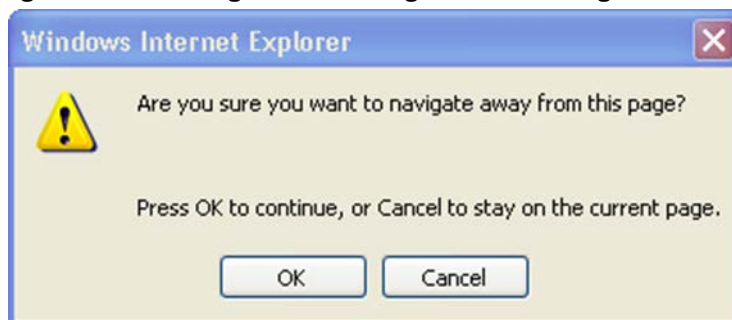 Windows Internet Explorer
Are you sure you want to navigate away from this page?
Press OK to continue, or Cancel to stay on the current page.
OK Cancel